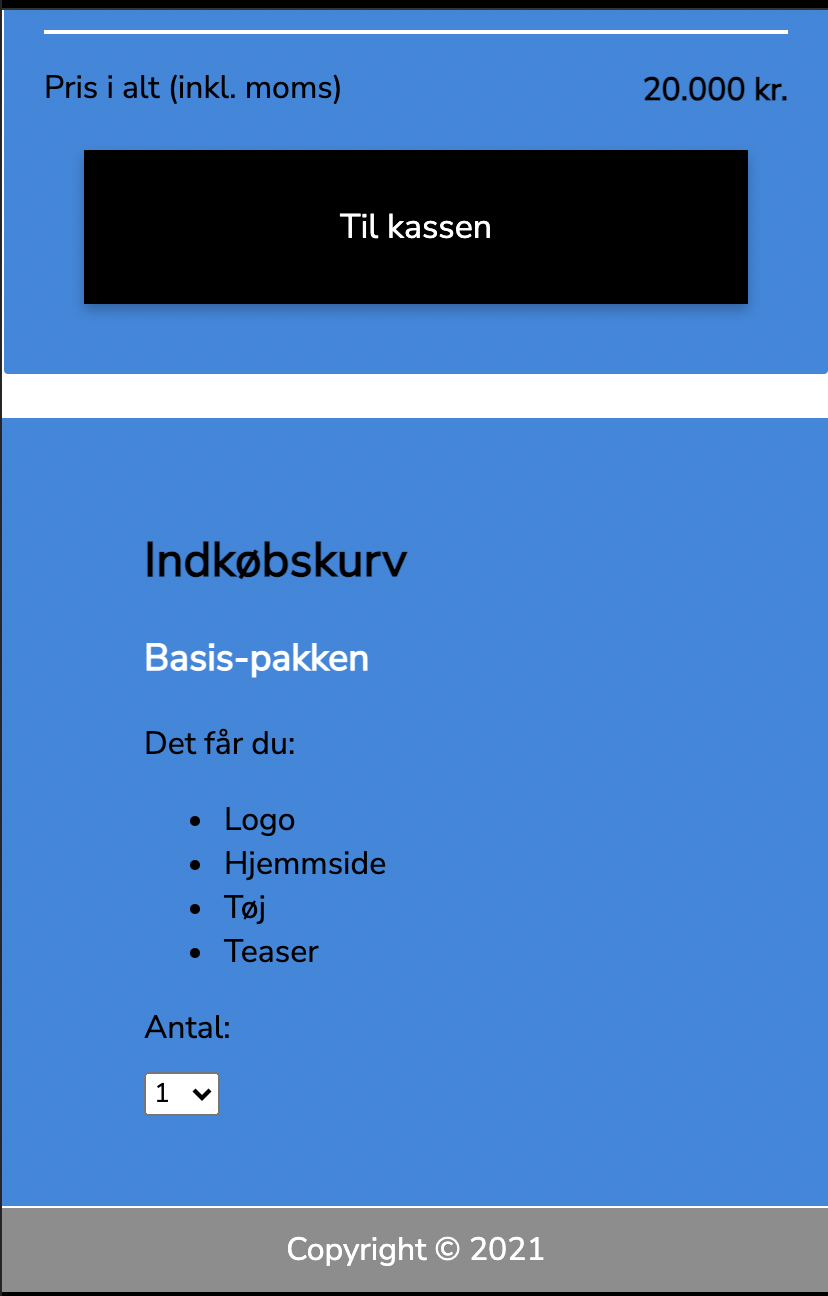 Pris i alt (inkl. moms) 20.000 kr.
Til kassen
Indkøbskurv
Basis-pakken
Det får du:
• Logo
• Hjemmside
• Tøj
• Teaser
Antal:
1
Copyright © 2021